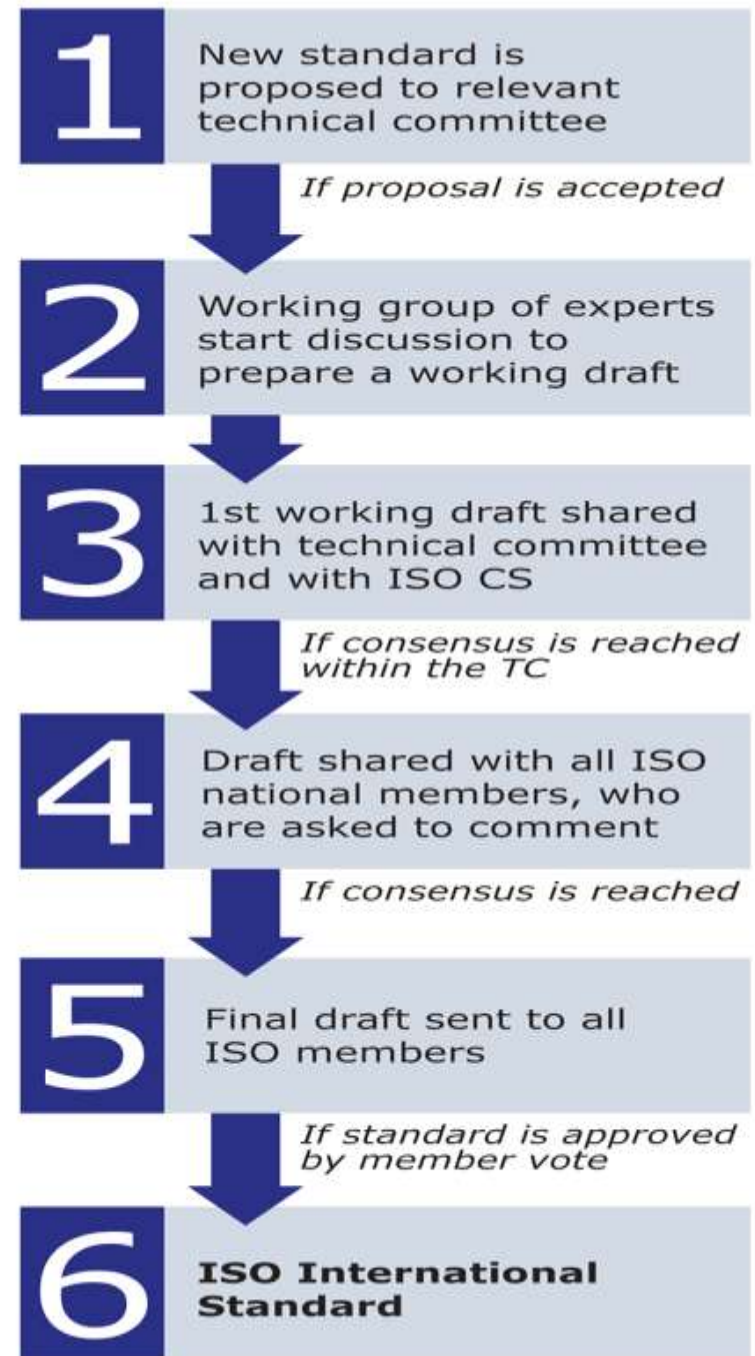 1
New standard is
proposed to relevant
technical committee
If proposal is accepted
2
Working group of experts
start discussion to
prepare a working draft
3
1st working draft shared
with technical committee
and with ISO CS
If consensus is reached
within the TC
4
Draft shared with all ISO
national members, who
are asked to comment
If consensus is reached
5
Final draft sent to all
ISO members
If standard is approved
by member vote
6
ISO International
Standard